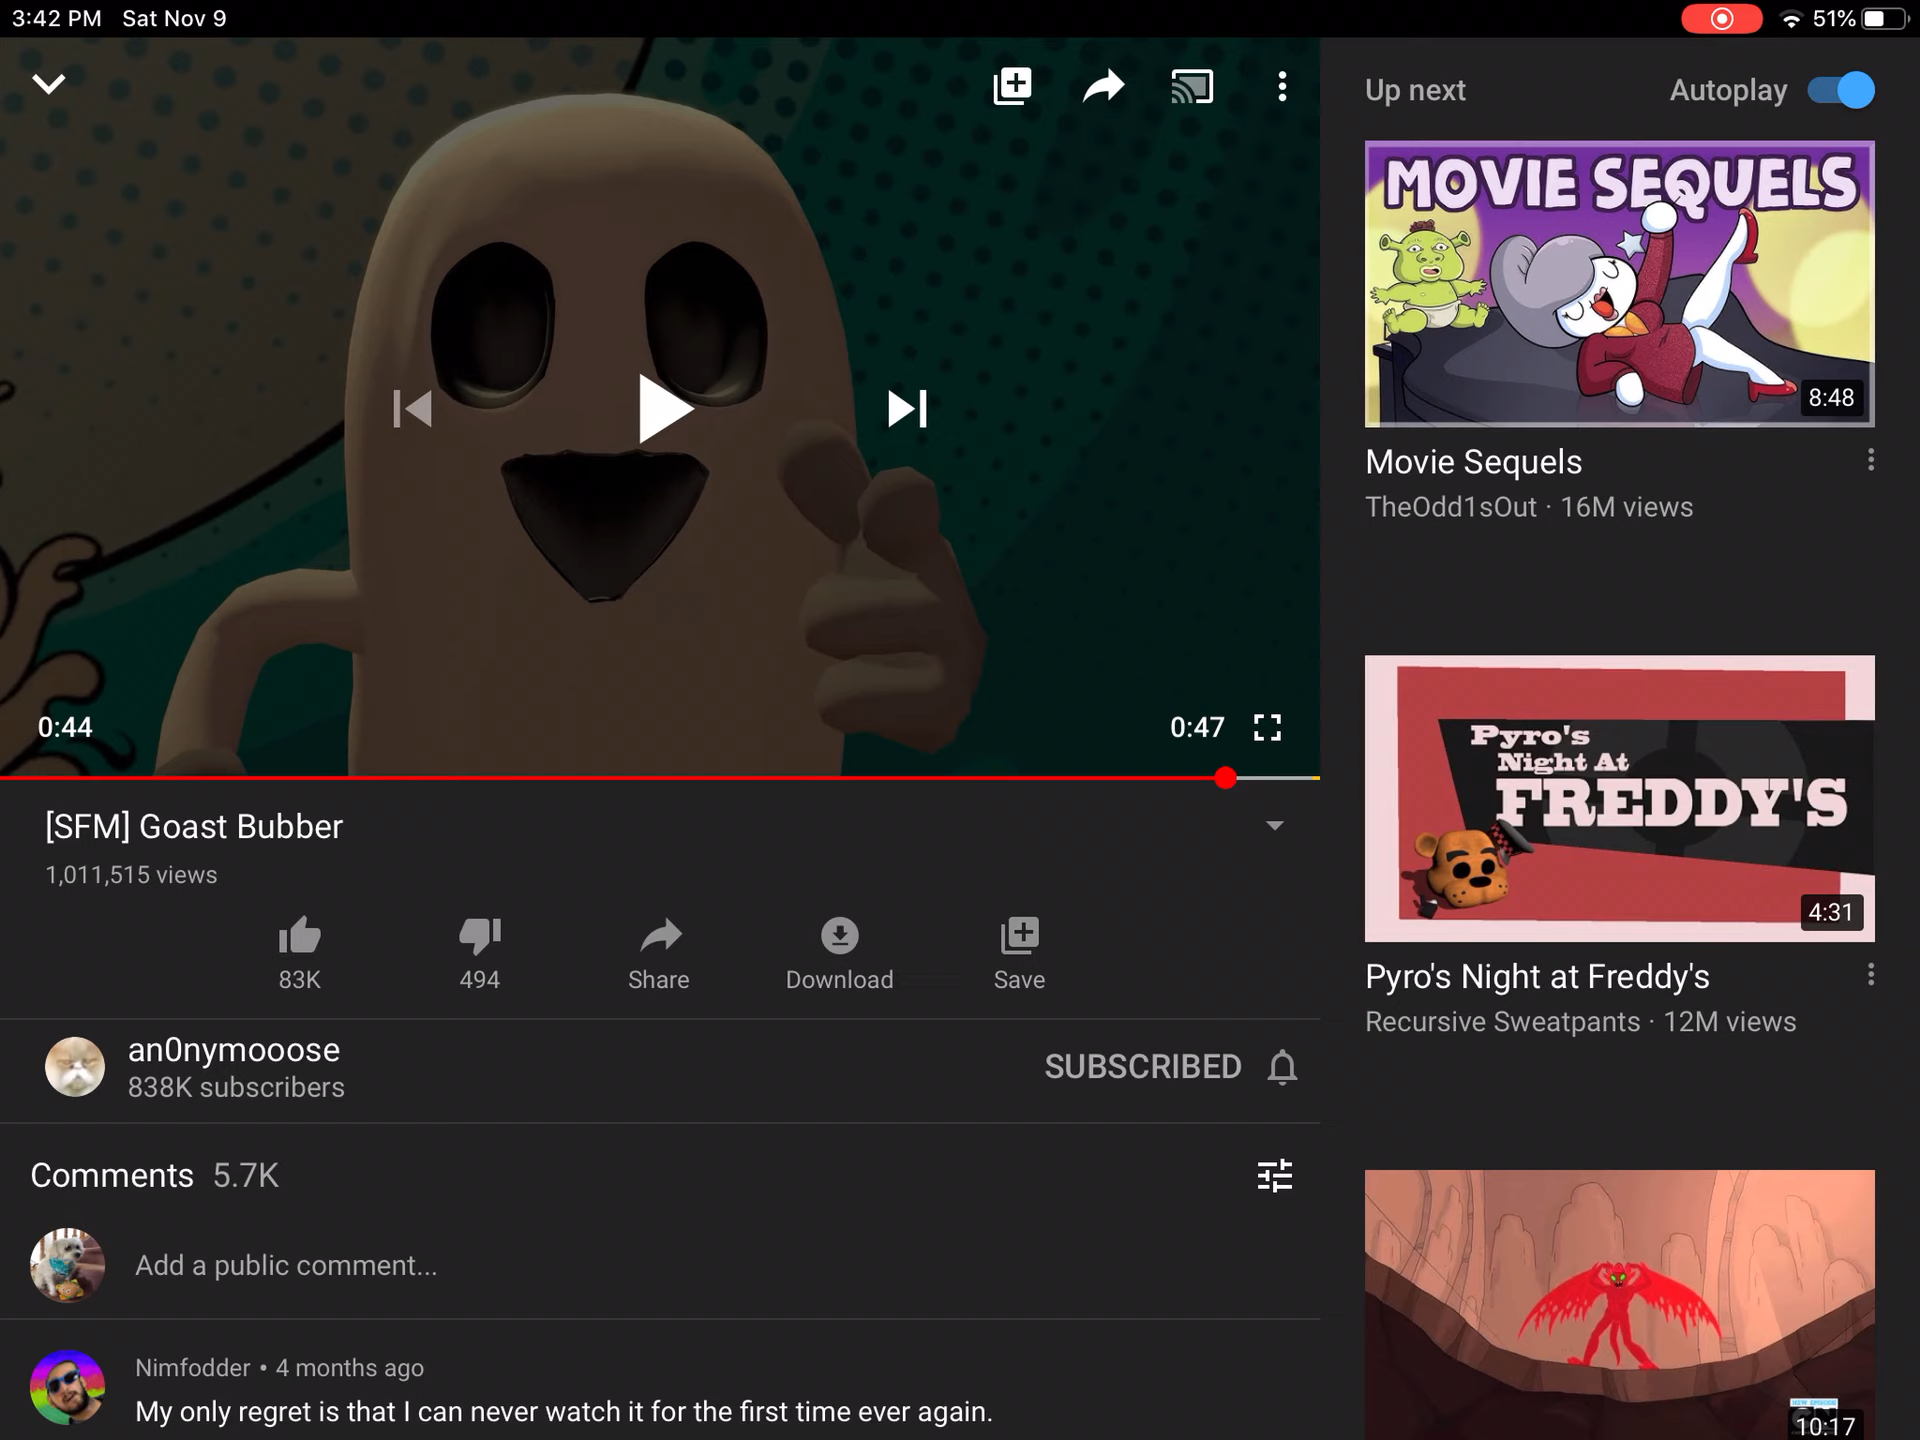 3:42 PM Sat Nov 9
51%
Up next
Autoplay
MOVIE SEQUELS
8:48
Movie Sequels
TheOdd1sOut · 16M views
0:44
0:47
[SFM] Goast Bubber
1,011,515 views
83K
494
Share
Download
Save
an0nymooose
838K subscribers
SUBSCRIBED
Comments 5.7K
Add a public comment...
Nimfodder • 4 months ago
My only regret is that I can never watch it for the first time ever again.
Pyro's
Night At
FREDDY'S
4:31
Pyro's Night at Freddy's
Recursive Sweatpants · 12M views
NEW EPISODE
10:17